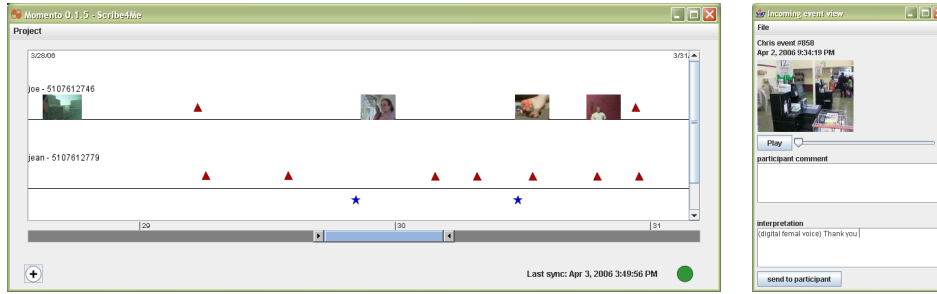 Momento 0.1.5 - Scribe4Me
Project
3/28/06
3/31/
joe - 5107612746
jean - 5107612779
29
30
31
Last sync: Apr 3, 2006 3:49:56 PM
Incoming event view
File
Chris event #858
Apr 2, 2006 9:34:19 PM
12
Play
participant comment
interpretation
(digital femal voice) Thank you
send to participant